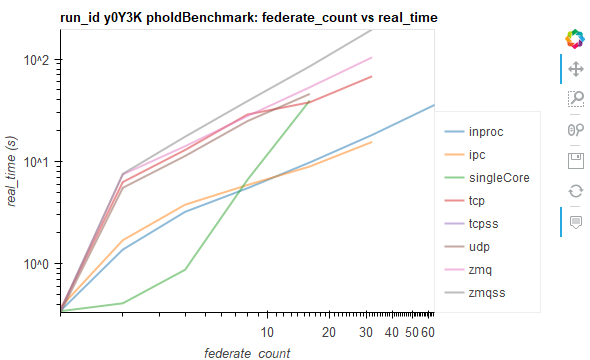 run_id y0Y3K pholdBenchmark: federate_count vs real_time
10^2
10^1
10^0
real_time (s)
10 20 30 40 50 60
federate_count
inproc
ipc
singleCore
tcp
tcpss
udp
zmq
zmqss